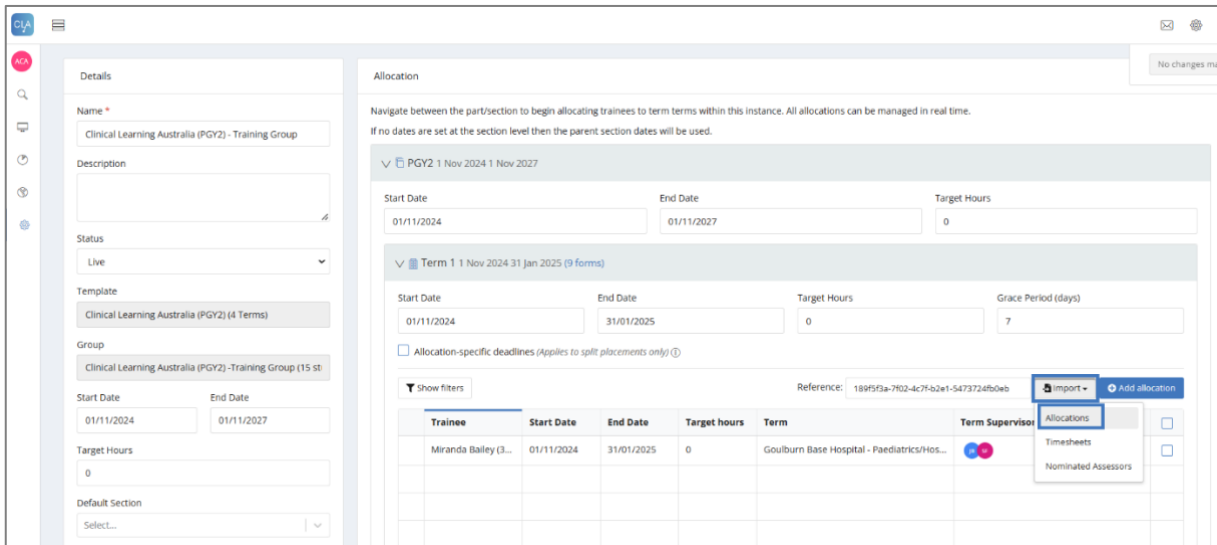 CLA
ACA
No changes ma
Details
Name *
Clinical Learning Australia (PGY2) - Training Group
Description
Status
Live
Template
Clinical Learning Australia (PGY2) (4 Terms)
Group
Clinical Learning Australia (PGY2) -Training Group (15 st
Start Date End Date
01/11/2024 01/11/2027
Target Hours
0
Default Section
Select...
Allocation
Navigate between the part/section to begin allocating trainees to term terms within this instance. All allocations can be managed in real time.
If no dates are set at the section level then the parent section dates will be used.
PGY2 1 Nov 2024 1 Nov 2027
Start Date End Date Target Hours
01/11/2024 01/11/2027 0
Term 1 1 Nov 2024 31 Jan 2025 (9 forms)
Start Date End Date Target Hours Grace Period (days)
01/11/2024 31/01/2025 0 7
Allocation-specific deadlines (Applies to split placements only)
Show filters Reference: 189f5f3a-7f02-4c7f-b2e1-5473724fb0eb Import Add allocation
Trainee Start Date End Date Target hours Term Term Supervisor
Miranda Bailey (3... 01/11/2024 31/01/2025 0 Goulburn Base Hospital - Paediatrics/Hos...
Allocations
Timesheets
Nominated Assessors